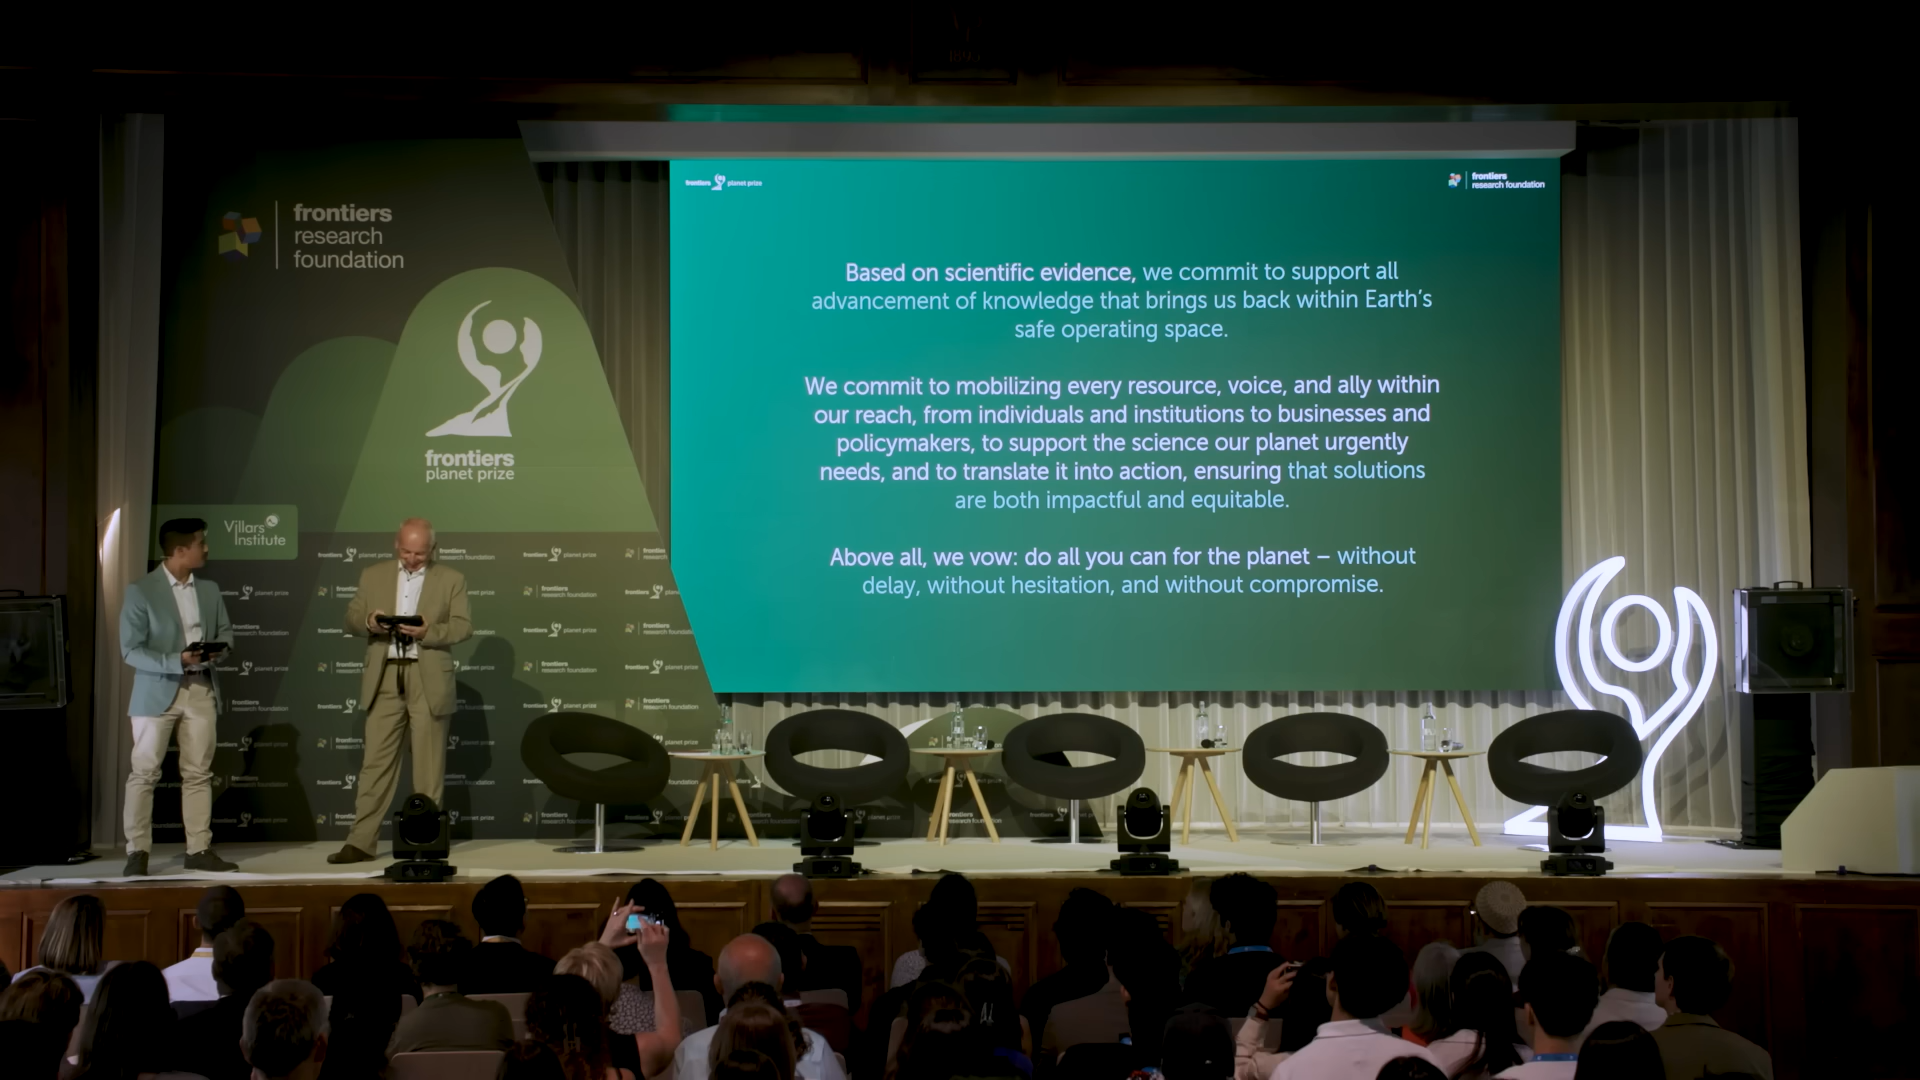 frontiers
research
foundation
frontiers
planet prize
Villars
Institute
frontiers planet prize
frontiers
research foundation
Based on scientific evidence, we commit to support all
advancement of knowledge that brings us back within Earth's
safe operating space.
We commit to mobilizing every resource, voice, and ally within
our reach, from individuals and institutions to businesses and
policymakers, to support the science our planet urgently
needs, and to translate it into action, ensuring that solutions
are both impactful and equitable.
Above all, we vow: do all you can for the planet – without
delay, without hesitation, and without compromise.